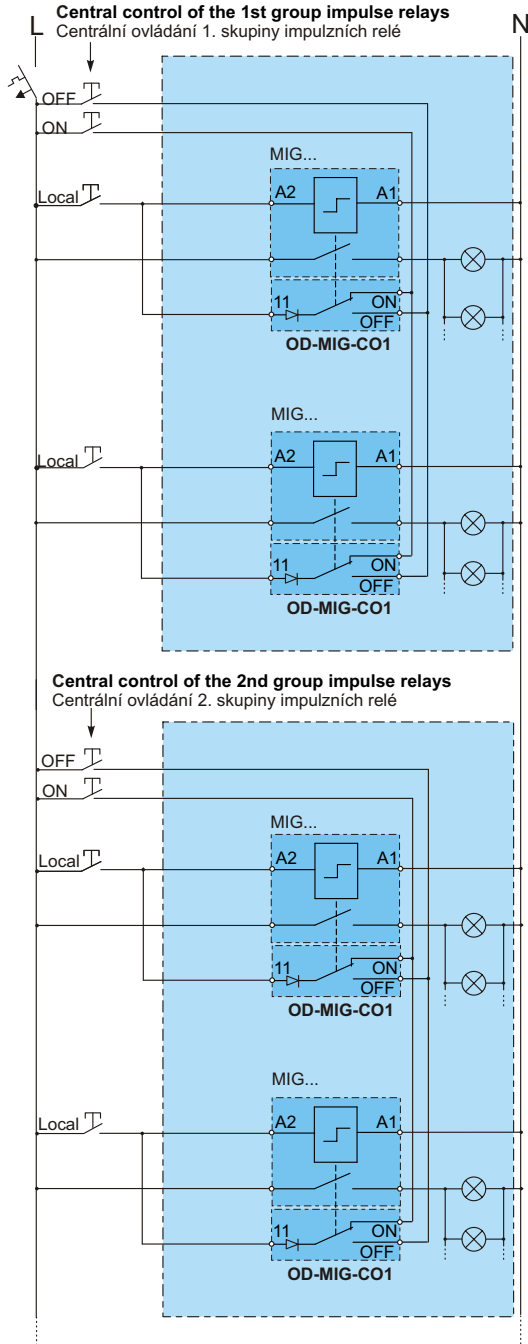 Central control of the 1st group impulse relays
L Centrální ovládání 1. skupiny impulzních relé N
OFF
ON
MIG...
Local A2 A1
11 ON
OFF
OD-MIG-CO1
MIG...
Local A2 A1
11 ON
OFF
OD-MIG-CO1
Central control of the 2nd group impulse relays
Centrální ovládání 2. skupiny impulzních relé
OFF
ON
MIG...
Local A2 A1
11 ON
OFF
OD-MIG-CO1
MIG...
Local A2 A1
11 ON
OFF
OD-MIG-CO1